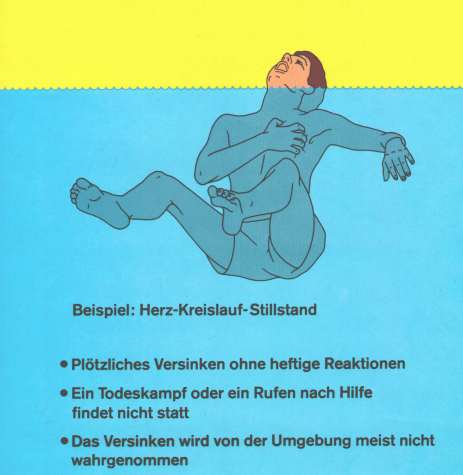 Beispiel: Herz-Kreislauf-Stillstand
• Plötzliches Versinken ohne heftige Reaktionen
• Ein Todeskampf oder ein Rufen nach Hilfe
findet nicht statt
• Das Versinken wird von der Umgebung meist nicht
wahrgenommen